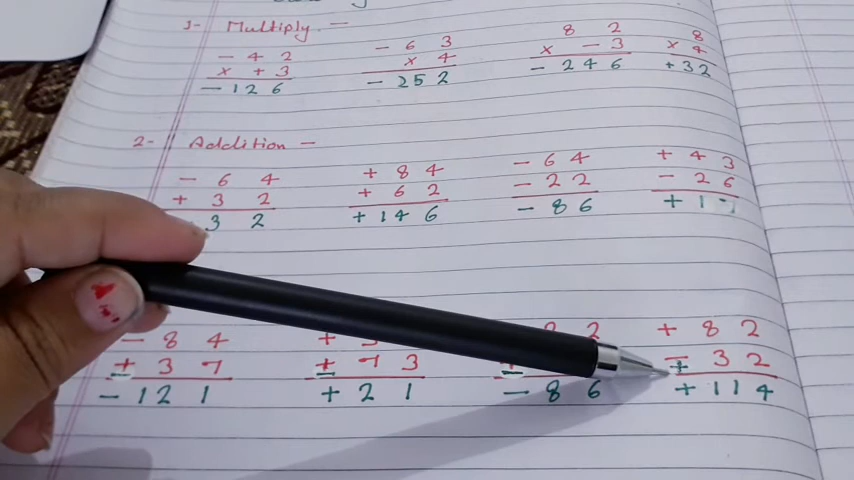 1- Multiply -
- 4 2    - 6 3    8 2    8
x + 3    x 4    x - 3    x 4
- 1 2 6    - 2 5 2    - 2 4 6    + 3 2
2- Addition -
- 6 4    + 8 4    - 6 4    + 4 3
+ 3 2    + 6 2    - 2 2    - 2 6
3 2    + 1 4 6    - 8 6    + 1 7
- 8 4    +    2    + 8 2
+ 3 7    + 7 3    - 3 2
- 1 2 1    + 2 1    - 8 6    + 1 1 4